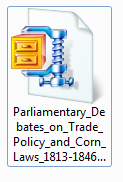 Parliamentary_De
bates_on_Trade_
Policy_and_Corn_
Laws_1813-1846...